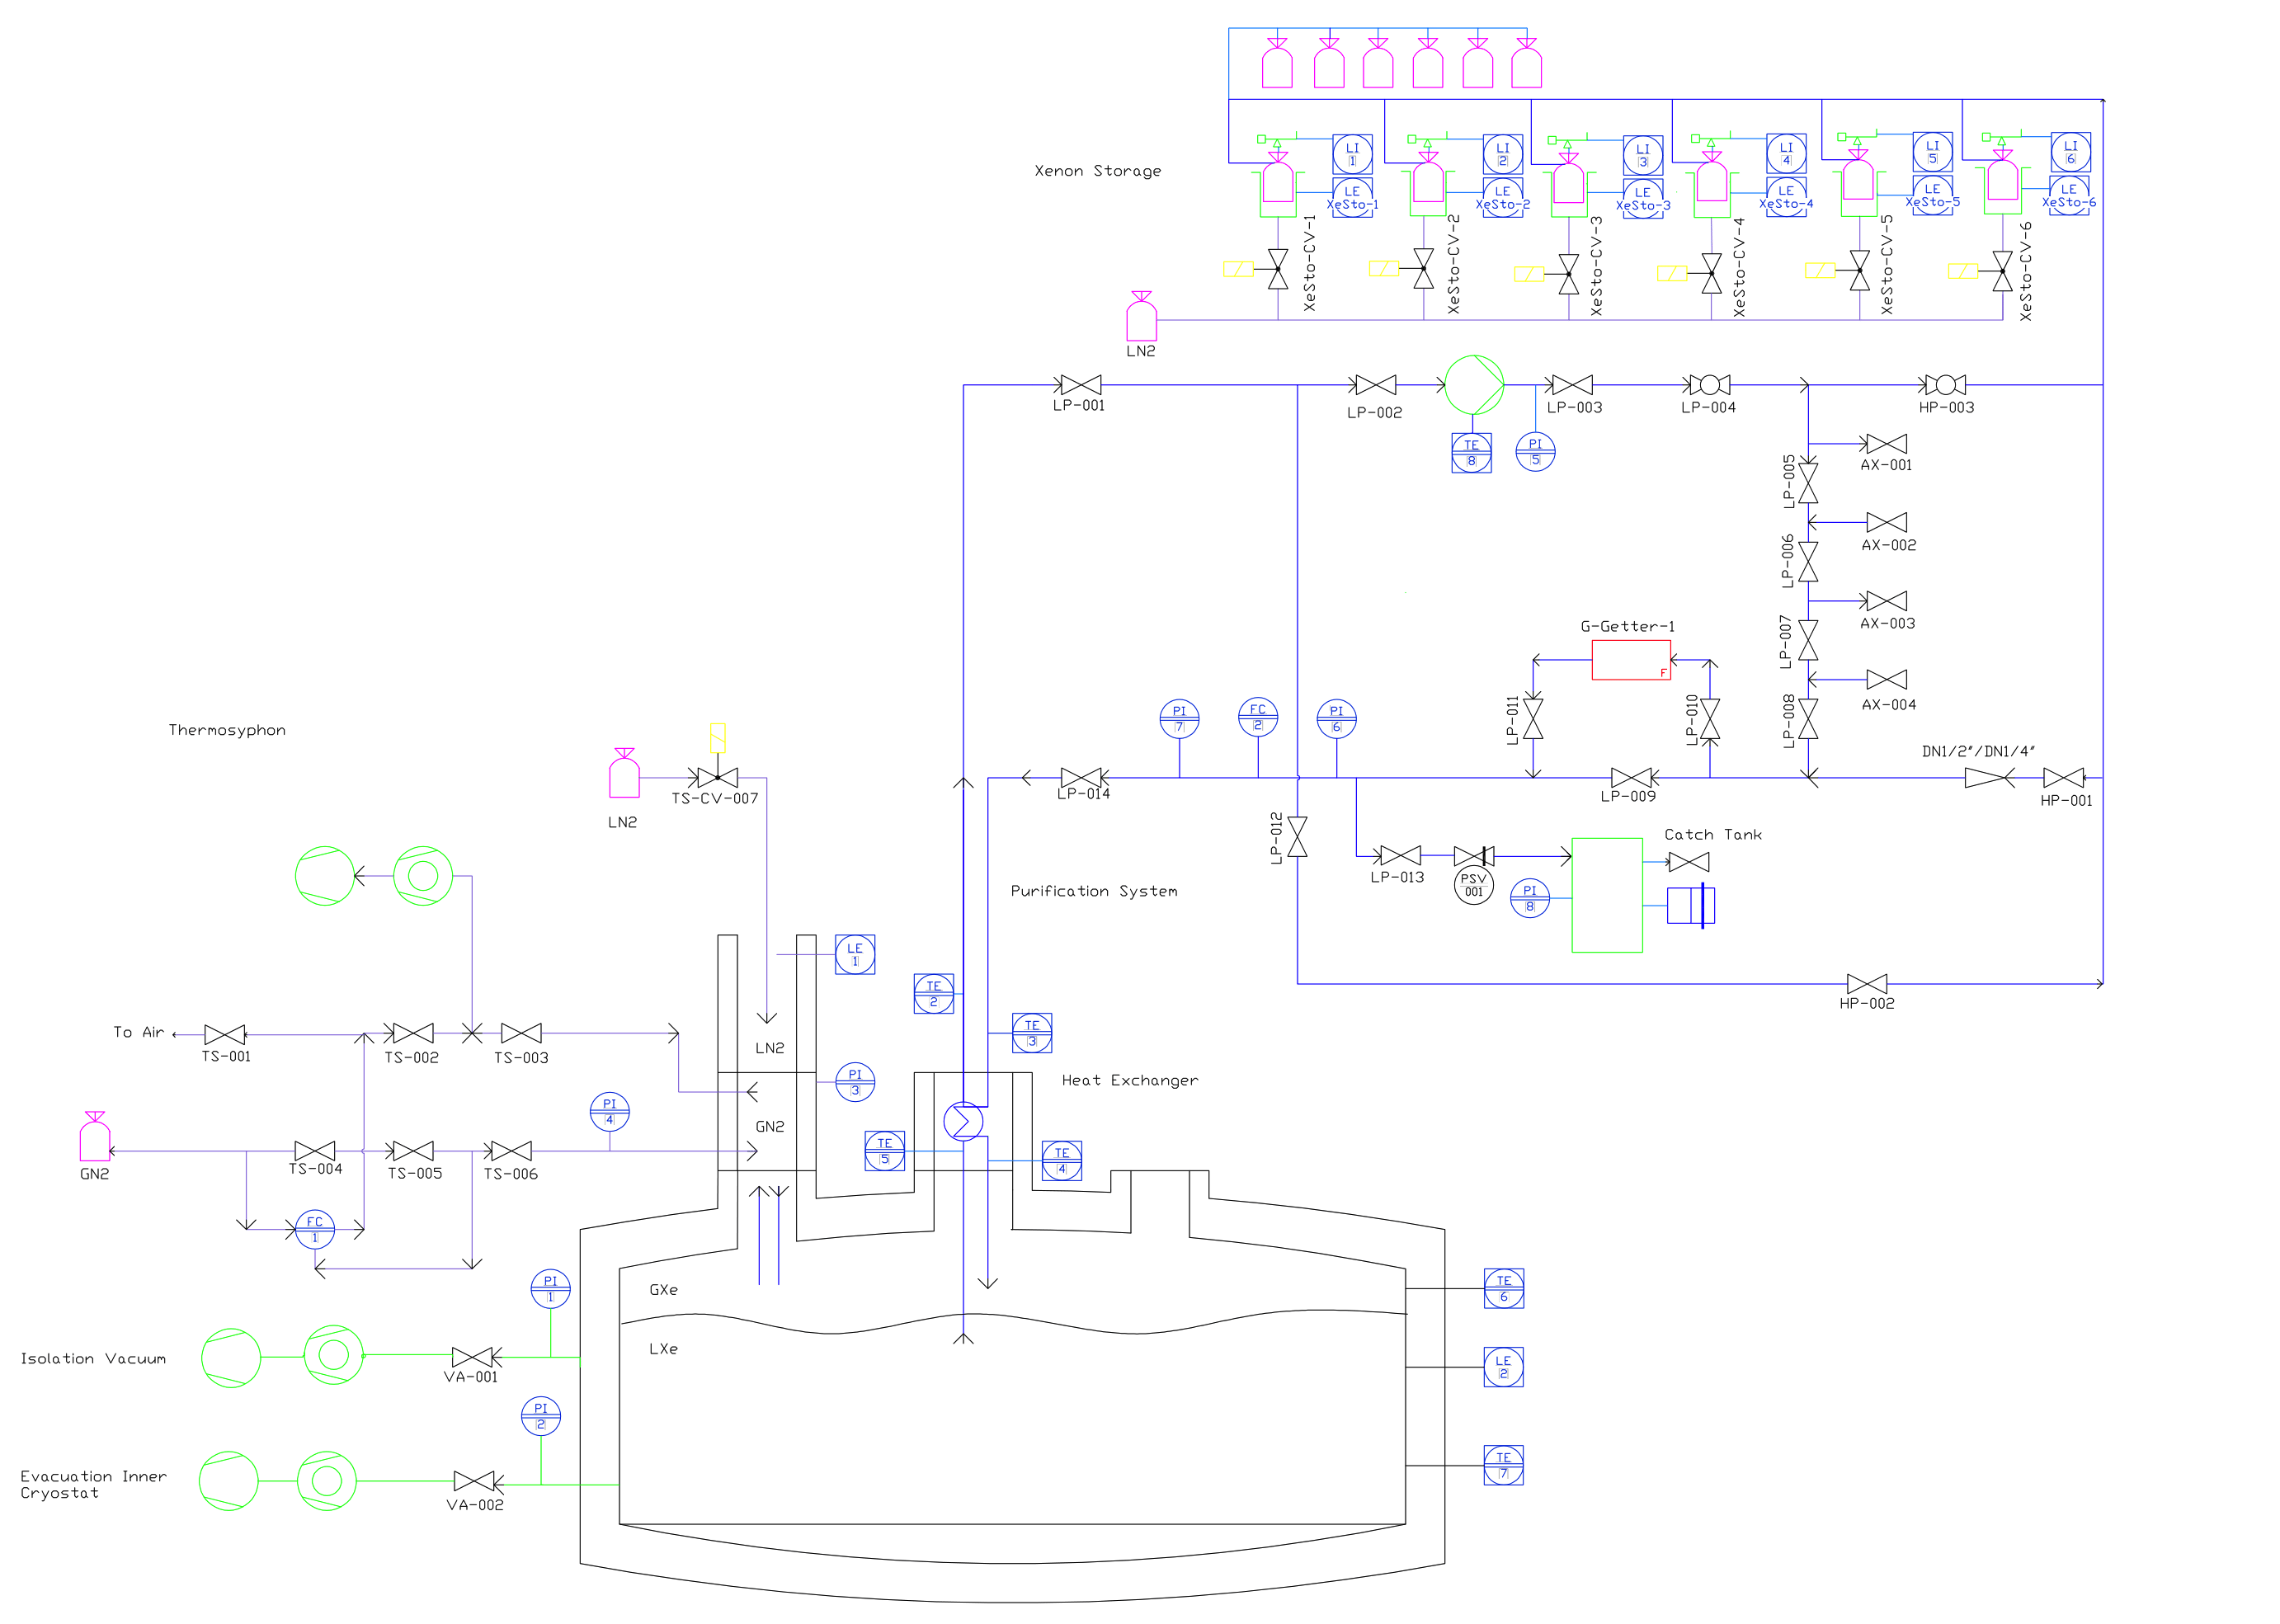 LI
1
LI
2
LI
3
LI
4
LI
5
LI
6
Xenon Storage
LE
XeSto-1
LE
XeSto-2
LE
XeSto-3
LE
XeSto-4
LE
XeSto-5
LE
XeSto-6
XeSto-CV-1
XeSto-CV-2
XeSto-CV-3
XeSto-CV-4
XeSto-CV-5
XeSto-CV-6
LN2
LP-001
LP-002
LP-003
LP-004
HP-003
TE
8
PI
5
AX-001
LP-005
AX-002
LP-006
AX-003
LP-007
G-Getter-1
F
AX-004
LP-011
LP-010
LP-008
PI
7
FC
2
PI
6
Thermosyphon
DN1/2"/DN1/4"
TS-CV-007
LN2
LP-014
LP-009
HP-001
LP-012
Catch Tank
LP-013
PSV
001
PI
8
Purification System
LE
1
TE
2
HP-002
TE
3
To Air
TS-001
TS-002
TS-003
LN2
PI
3
Heat Exchanger
PI
4
GN2
GN2
TS-004
TS-005
TS-006
TE
5
TE
4
FC
1
PI
1
GXe
TE
6
LXe
Isolation Vacuum
VA-001
LE
2
PI
2
Evacuation Inner
Cryostat
VA-002
TE
7